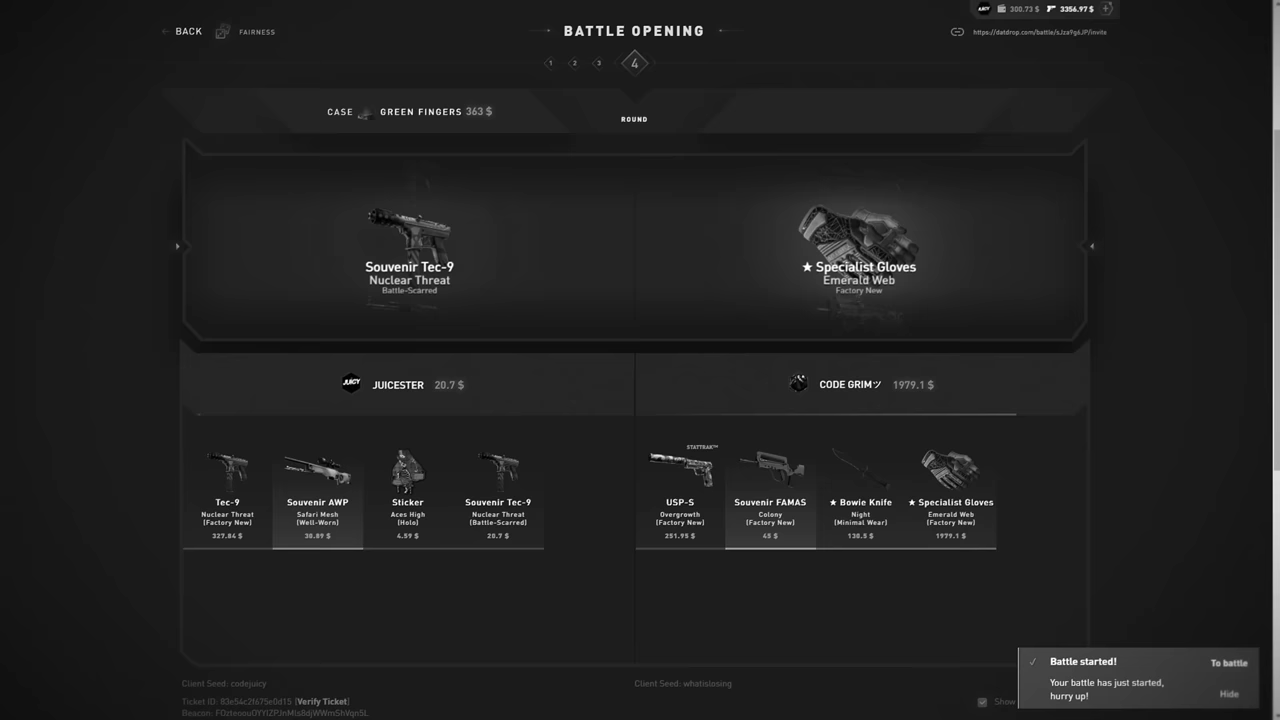 JUICY 300.73 $ 3356.97 $
BACK FAIRNESS
BATTLE OPENING
https://datdrop.com/battle/sJza9g6JP/invite
1 2 3 4
CASE GREEN FINGERS 363 $
ROUND
Souvenir Tec-9
Nuclear Threat
Battle-Scarred
★ Specialist Gloves
Emerald Web
Factory New
JUICY JUICESTER 20.7 $
CODE GRIMツ 1979.1 $
Tec-9
Nuclear Threat
(Factory New)
327.84 $
Souvenir AWP
Safari Mesh
(Well-Worn)
30.89 $
Sticker
Aces High
(Holo)
4.59 $
Souvenir Tec-9
Nuclear Threat
(Battle-Scarred)
20.7 $
STATTRAK™
USP-S
Overgrowth
(Factory New)
251.95 $
Souvenir FAMAS
Colony
(Factory New)
45 $
★ Bowie Knife
Night
(Minimal Wear)
130.5 $
★ Specialist Gloves
Emerald Web
(Factory New)
1979.1 $
Client Seed: codejuicy
Client Seed: whatislosing
Ticket ID: 83e54c2f675e0d15 (Verify Ticket)
Beacon:
Show
Battle started!
To battle
Your battle has just started,
hurry up!
Hide